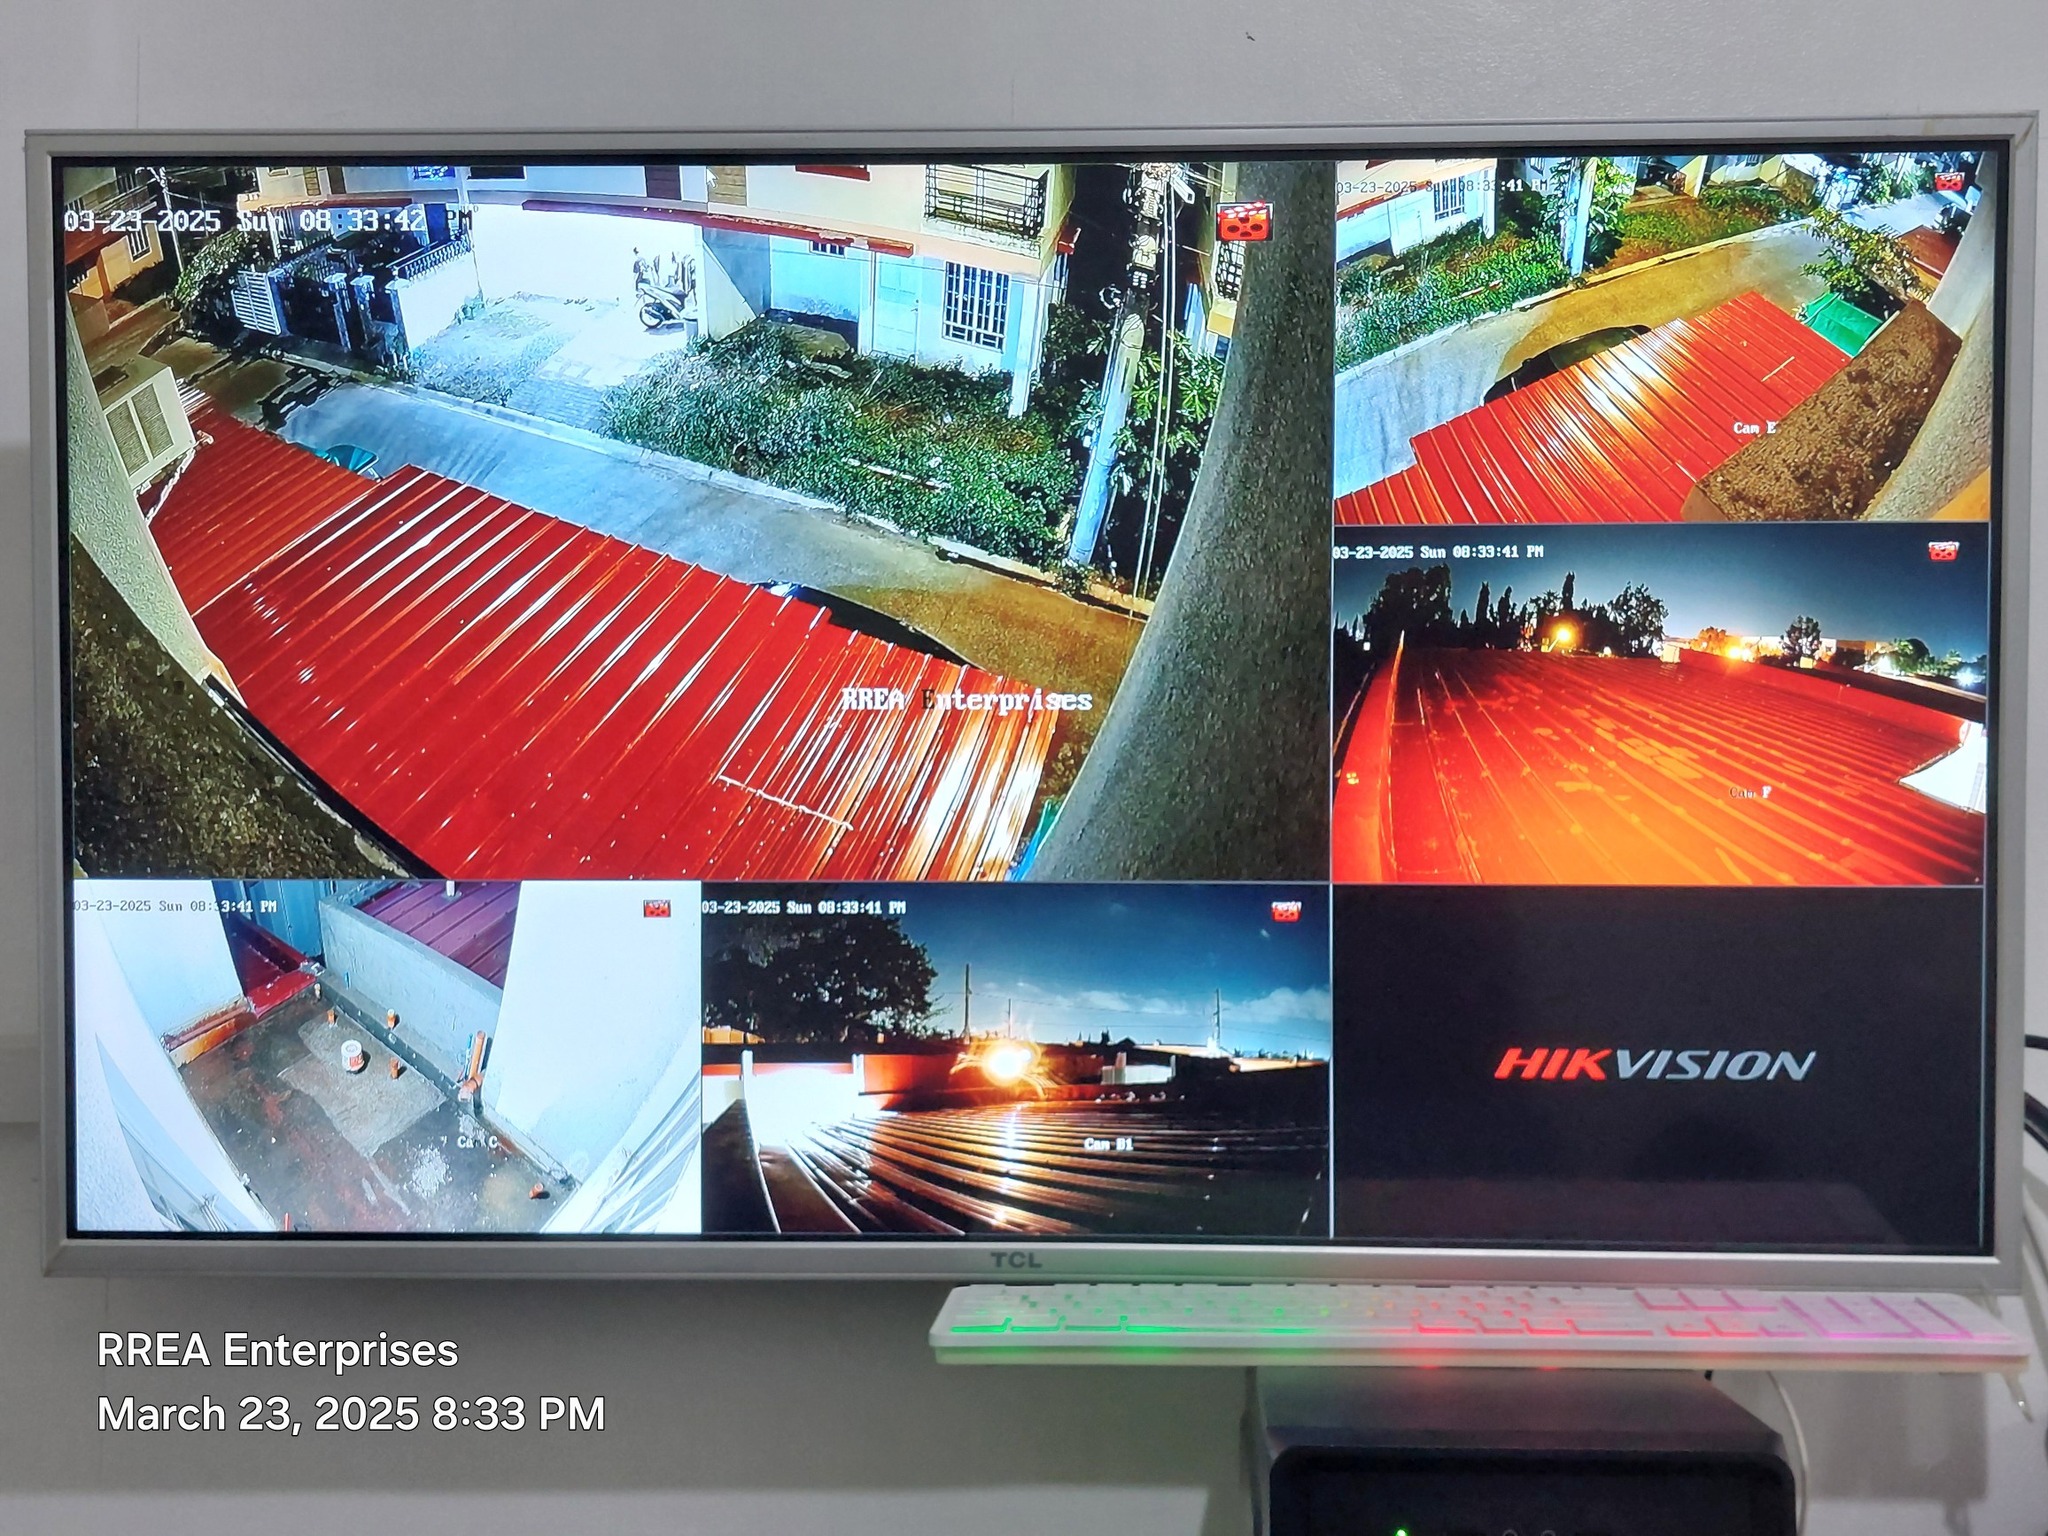 03-23-2025 Sun 08:33:42 PM
RREA Enterprises
03-23-2025 Sun 08:33:41 PM
Cam E
03-23-2025 Sun 08:33:41 PM
Cam F
03-23-2025 Sun 08:33:41 PM
Cam C
03-23-2025 Sun 08:33:41 PM
Cam D1
HIKVISION
TCL
RREA Enterprises
March 23, 2025 8:33 PM